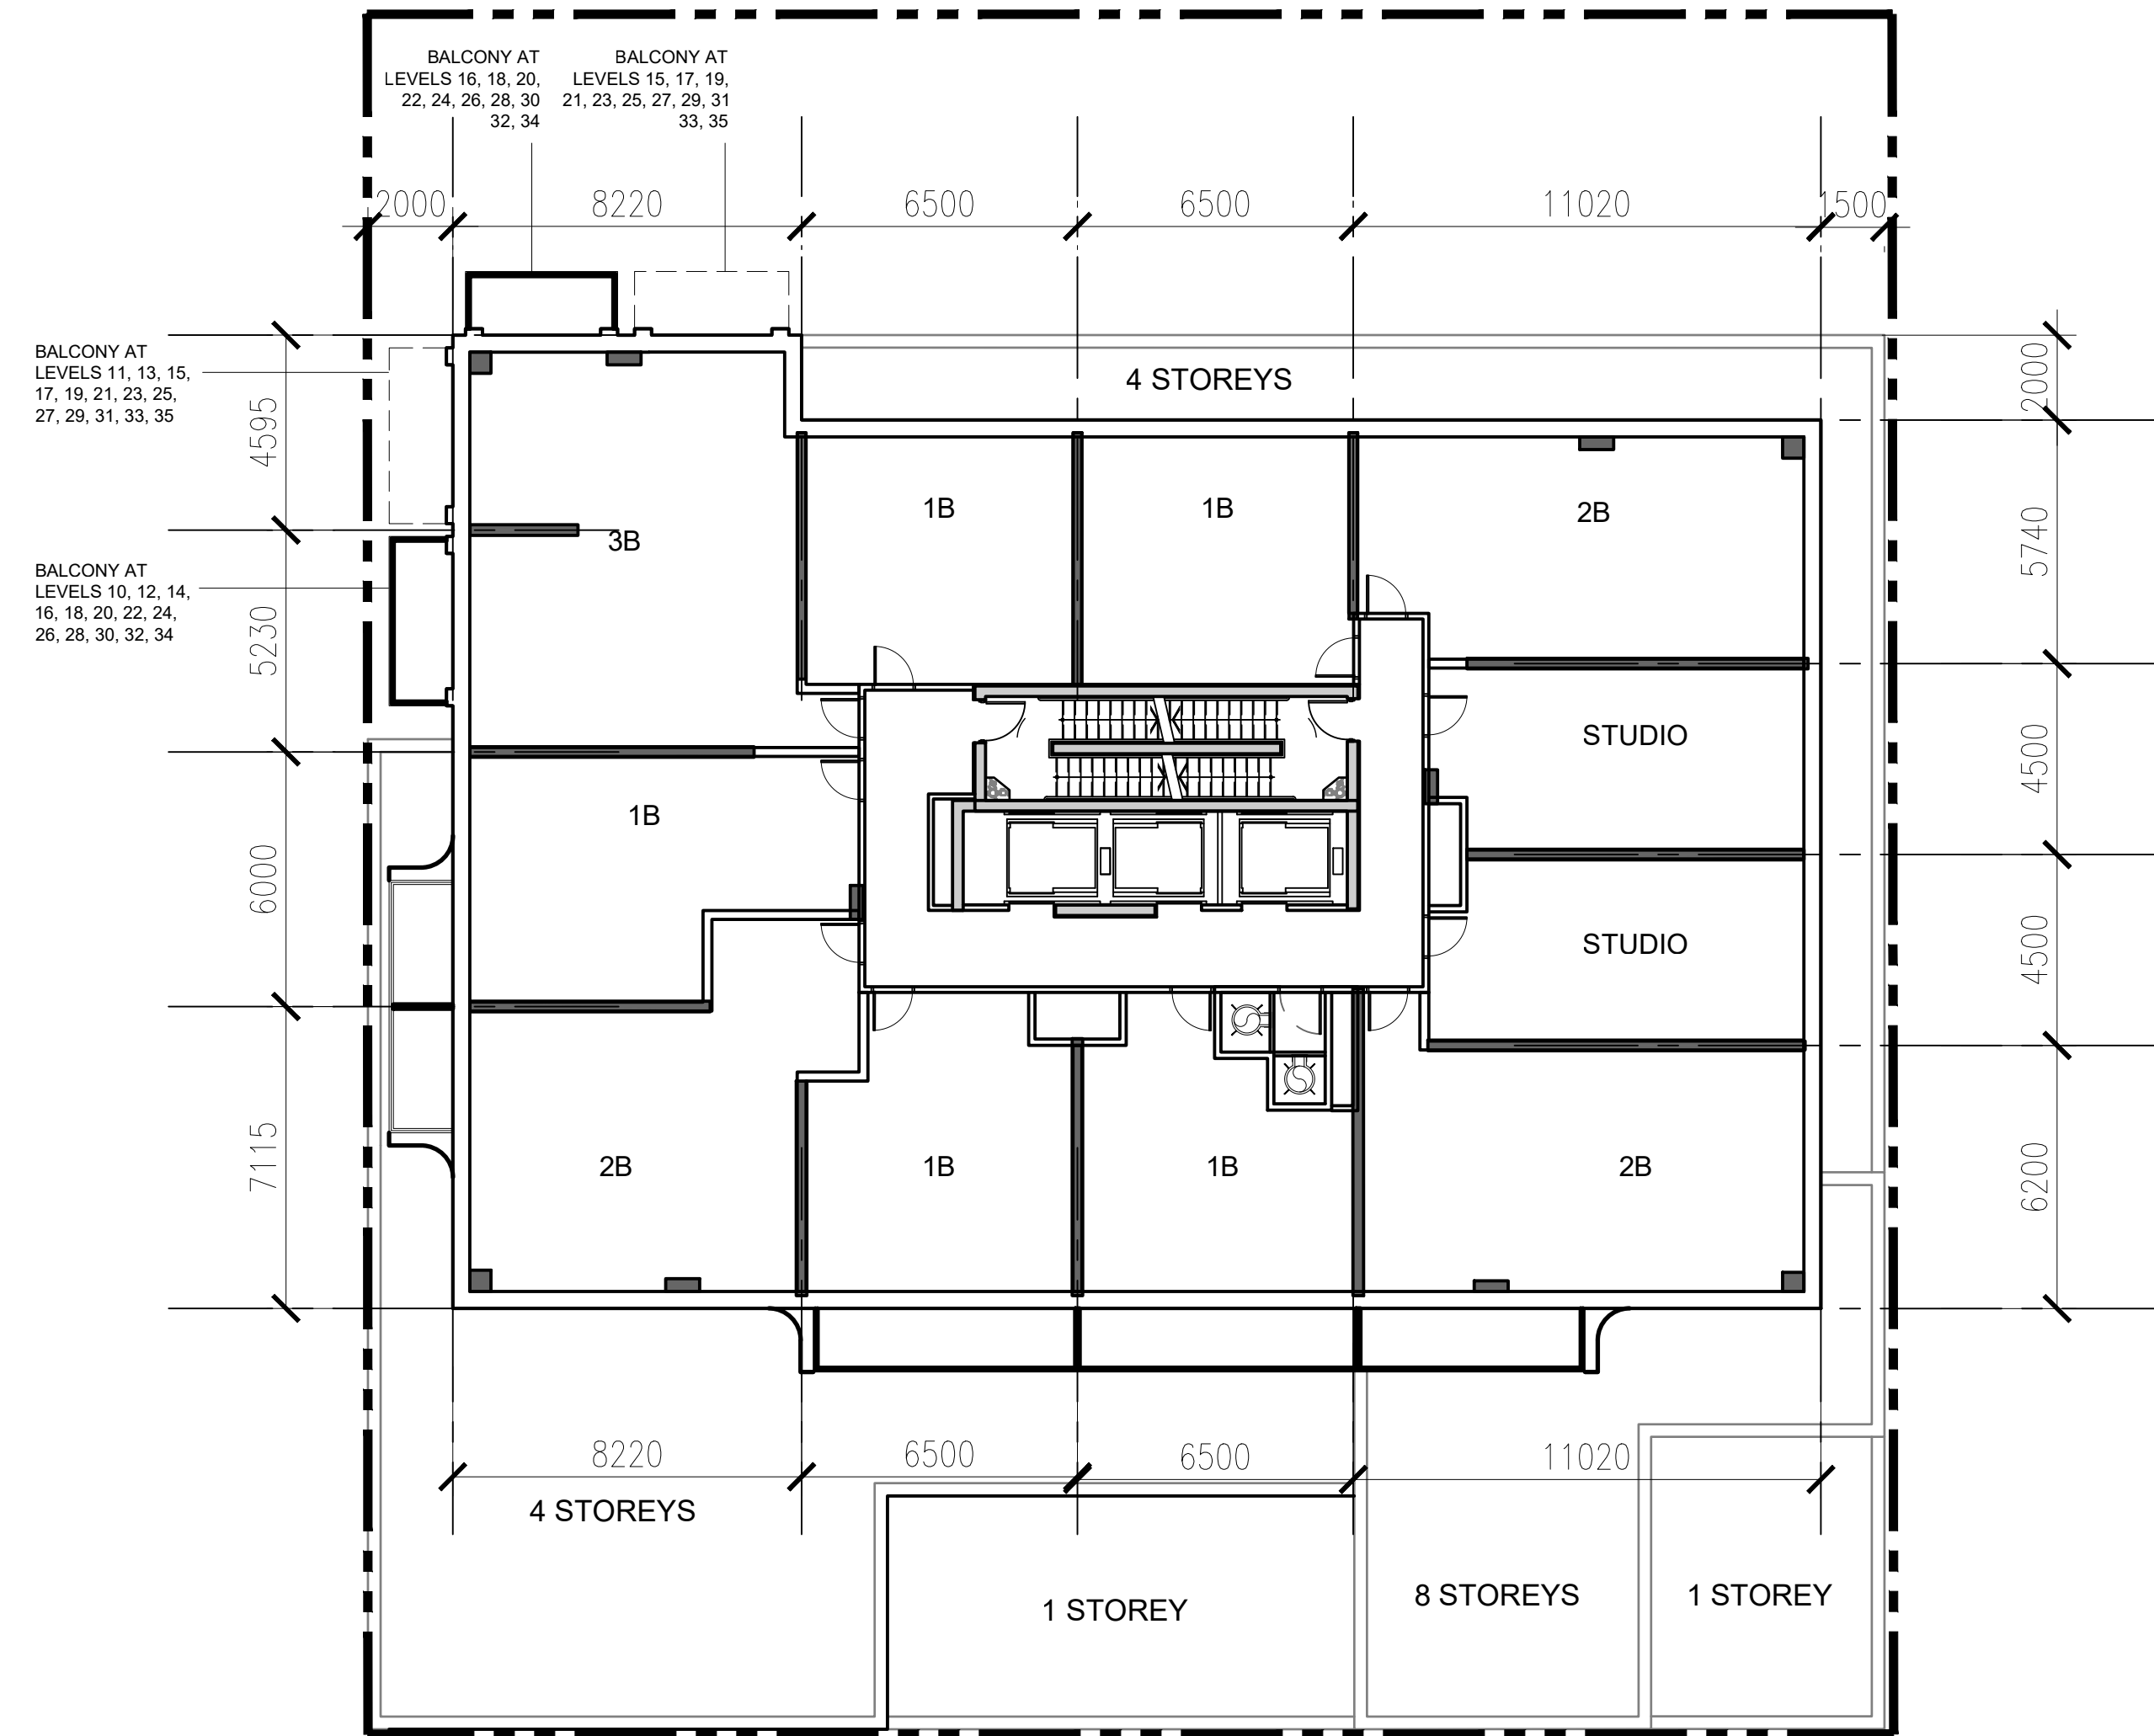 BALCONY AT
LEVELS 16, 18, 20,
22, 24, 26, 28, 30
32, 34
BALCONY AT
LEVELS 15, 17, 19,
21, 23, 25, 27, 29, 31
33, 35
2000
8220
6500
6500
11020
1500
BALCONY AT
LEVELS 11, 13, 15,
17, 19, 21, 23, 25,
27, 29, 31, 33, 35
4595
4 STOREYS
2000
1B
1B
2B
3B
5740
BALCONY AT
LEVELS 10, 12, 14,
16, 18, 20, 22, 24,
26, 28, 30, 32, 34
5230
STUDIO
4500
1B
6000
STUDIO
4500
7115
2B
1B
1B
2B
6200
8220
6500
6500
11020
4 STOREYS
1 STOREY
8 STOREYS
1 STOREY